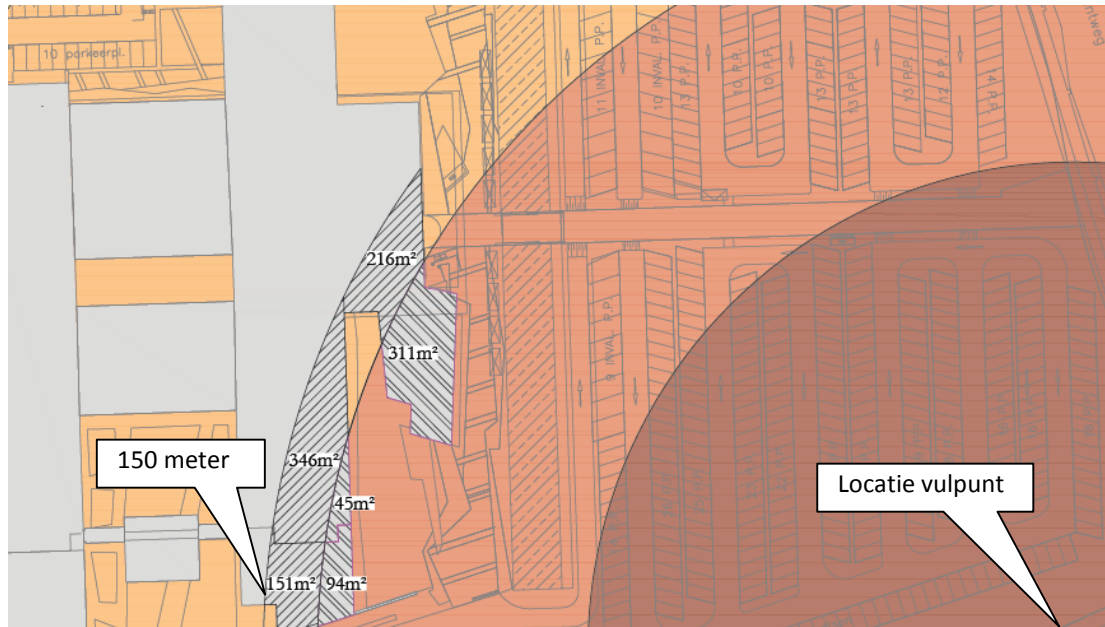 10 parkeerpl.
11 INVAL P.P.
10 INVAL. P.P.
13 P.P.
10 P.P.
10 P.P.
13 P.P.
13 P.P.
13 P.P.
12 P.P.
14 P.P.
ntweg
216m²
311m²
9 INVAL P.P.
150 meter
346m²
45m²
Locatie vulpunt
151m²
94m²